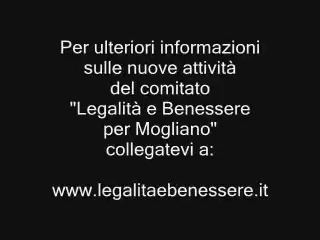 Per ulteriori informazioni
sulle nuove attività
del comitato
"Legalità e Benessere
per Mogliano"
collegatevi a:
www.legalitaebenessere.it